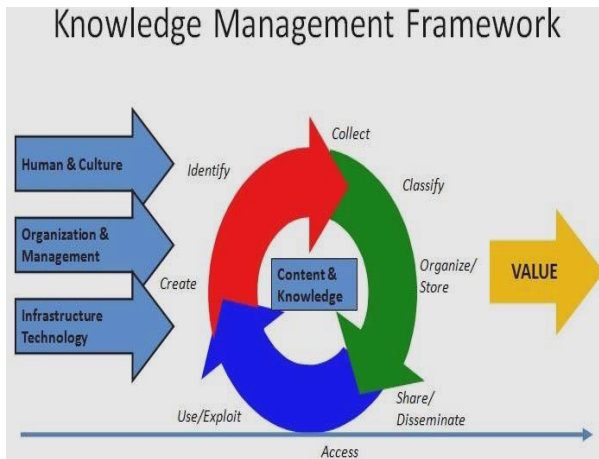 Knowledge Management Framework
Human & Culture
Organization &
Management
Infrastructure
Technology
Create
Identify
Collect
Classify
Organize/
Store
Share/
Disseminate
Access
Use/Exploit
Content &
Knowledge
VALUE